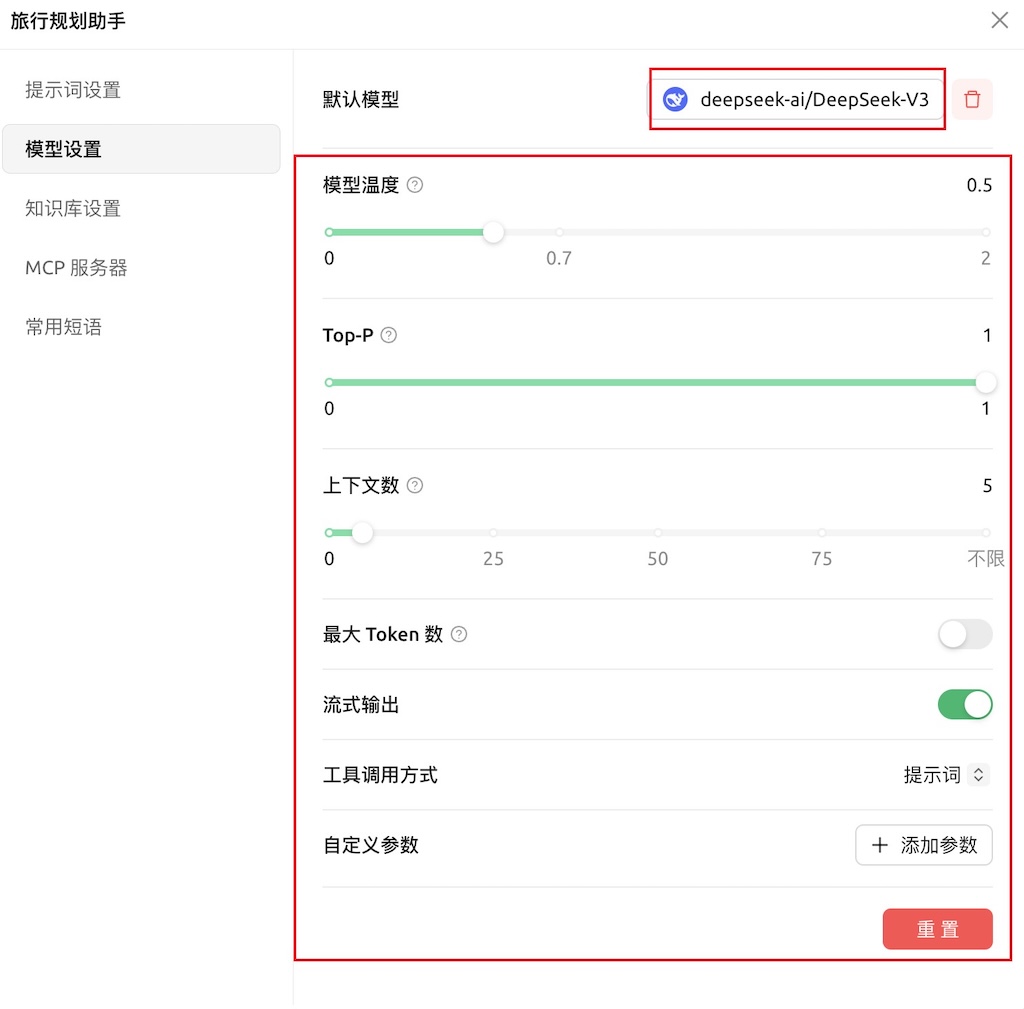 旅行规划助手
提示词设置
模型设置
知识库设置
MCP 服务器
常用短语
默认模型
deepseek-ai/DeepSeek-V3
模型温度 ? 0.5
0 0.7 2
Top-P ? 1
0 1
上下文数 ? 5
0 25 50 75 不限
最大 Token 数 ?
流式输出
工具调用方式 提示词
自定义参数 + 添加参数
重置